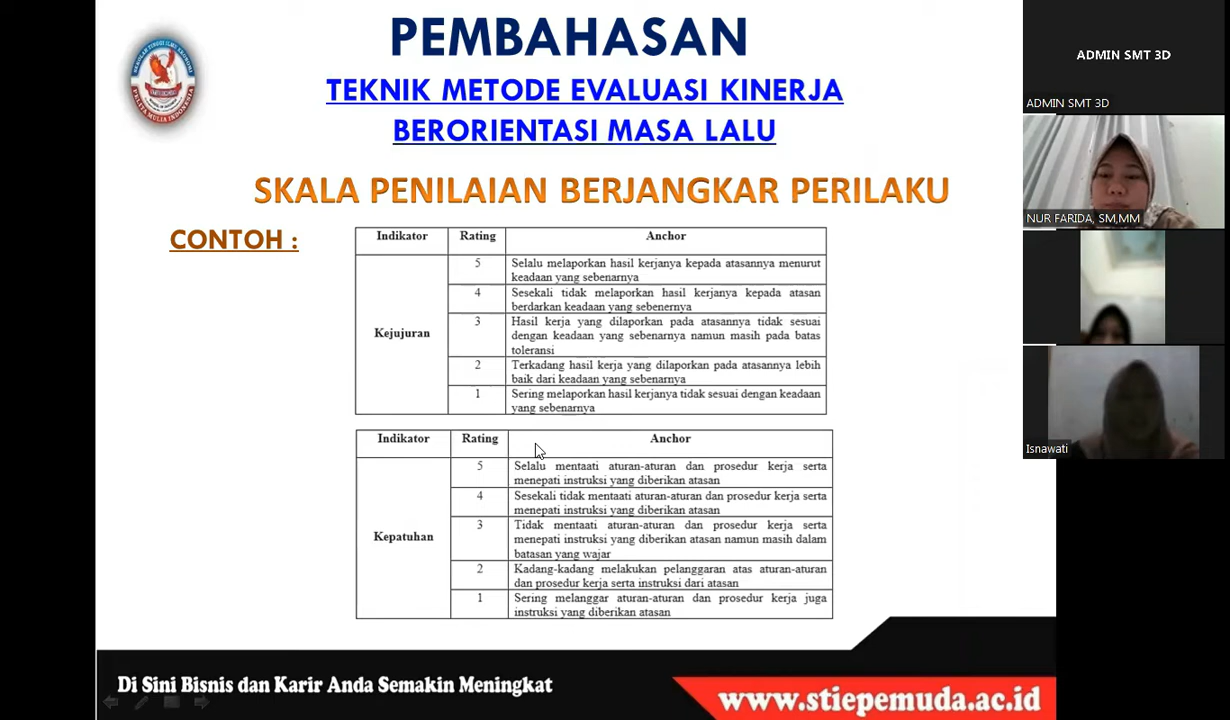 PEMBAHASAN
TEKNIK METODE EVALUASI KINERJA
BERORIENTASI MASA LALU
SKALA PENILAIAN BERJANGKAR PERILAKU
CONTOH :
Indikator Rating Anchor
Kejujuran
5 Selalu melaporkan hasil kerjanya kepada atasannya menurut
keadaan yang sebenarnya
4 Sesekali tidak melaporkan hasil kerjanya kepada atasan
berdarkan keadaan yang sebenernya
3 Hasil kerja yang dilaporkan pada atasannya tidak sesuai
dengan keadaan yang sebenarnya namun masih pada batas
toleransi
2 Terkadang hasil kerja yang dilaporkan pada atasannya lebih
baik dari keadaan yang sebenarnya
1 Sering melaporkan hasil kerjanya tidak sesuai dengan keadaan
yang sebenarnya
Indikator Rating Anchor
Kepatuhan
5 Selalu mentaati aturan-aturan dan prosedur kerja serta
menepati instruksi yang diberikan atasan
4 Sesekali tidak mentaati aturan-aturan dan prosedur kerja serta
menepati instruksi yang diberikan atasan
3 Tidak mentaati aturan-aturan dan prosedur kerja serta
menepati instruksi yang diberikan atasan namun masih dalam
batasan yang wajar
2 Kadang-kadang melakukan pelanggaran atas aturan-aturan
dan prosedur kerja serta instruksi dari atasan
1 Sering melanggar aturan-aturan dan prosedur kerja juga
instruksi yang diberikan atasan
Di Sini Bisnis dan Karir Anda Semakin Meningkat
www.stiepemuda.ac.id
ADMIN SMT 3D
ADMIN SMT 3D
NUR FARIDA, SM,MM
Isnawati